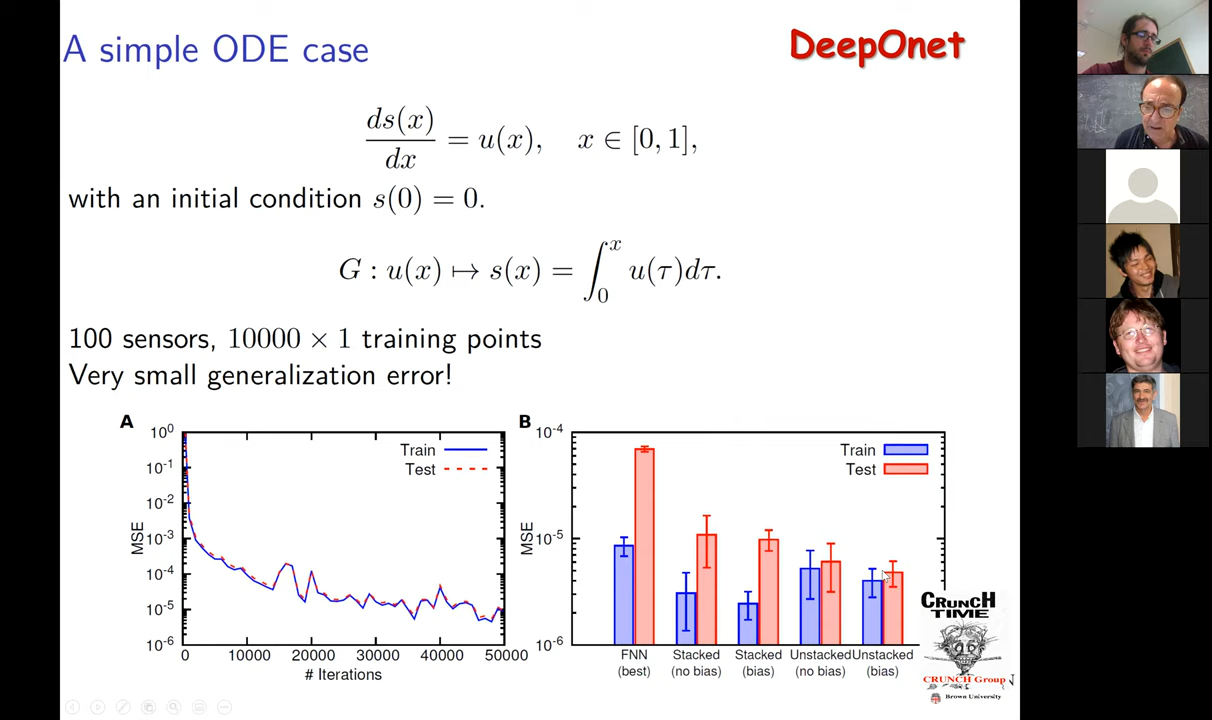 A simple ODE case
DeepOnet
ds(x)/dx = u(x), x ∈ [0, 1],
with an initial condition s(0) = 0.
G : u(x) ↦ s(x) = ∫₀ˣ u(τ)dτ.
100 sensors, 10000 × 1 training points
Very small generalization error!
A
10⁰
10⁻¹
10⁻²
10⁻³
10⁻⁴
10⁻⁵
10⁻⁶
MSE
Train
Test
0 10000 20000 30000 40000 50000
# Iterations
B
10⁻⁴
10⁻⁵
10⁻⁶
MSE
Train
Test
FNN
(best)
Stacked
(no bias)
Stacked
(bias)
Unstacked
(no bias)
Unstacked
(bias)
CRUNCH
TIME
CRUNCH Group
Brown University